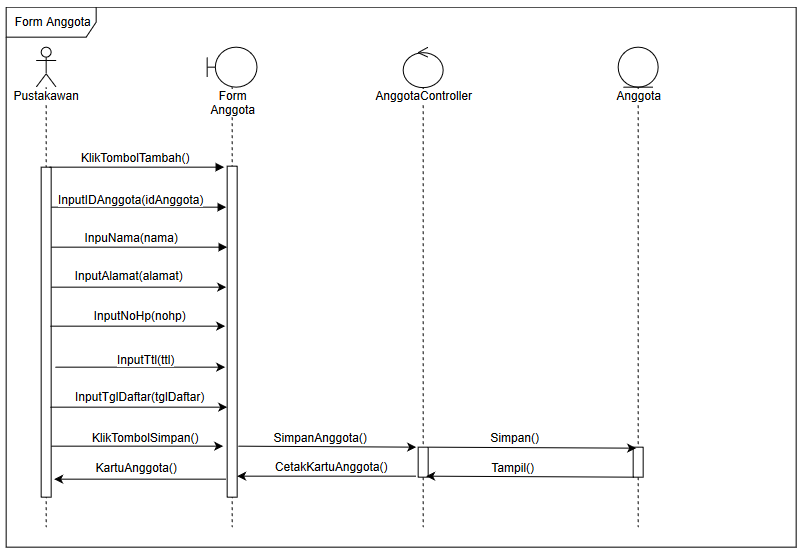 Form Anggota
Pustakawan
Form
Anggota
AnggotaController
Anggota
KlikTombolTambah()
InputIDAnggota(idAnggota)
InpuNama(nama)
InputAlamat(alamat)
InputNoHp(nohp)
InputTtl(ttl)
InputTglDaftar(tglDaftar)
KlikTombolSimpan()
SimpanAnggota()
Simpan()
KartuAnggota()
CetakKartuAnggota()
Tampil()